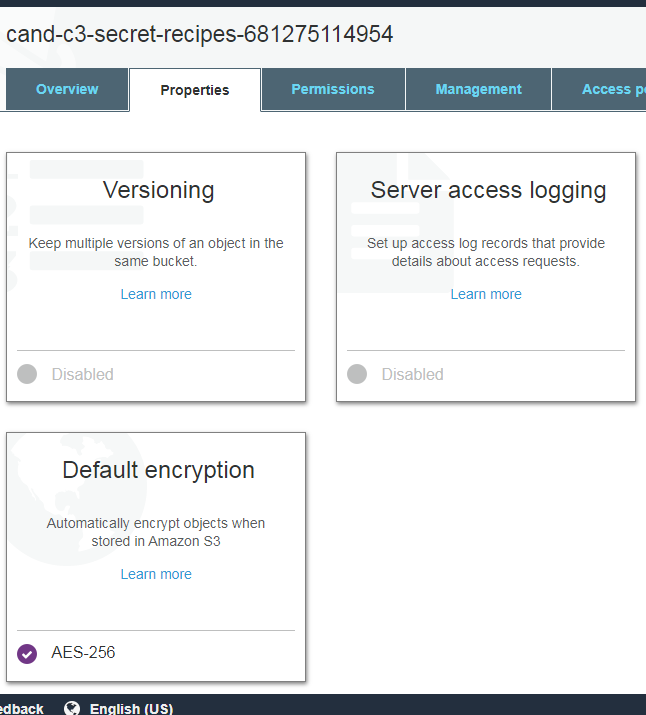 cand-c3-secret-recipes-681275114954
Overview
Properties
Permissions
Management
Access
Versioning
Keep multiple versions of an object in the
same bucket.
Learn more
Disabled
Server access logging
Set up access log records that provide
details about access requests.
Learn more
Disabled
Default encryption
Automatically encrypt objects when
stored in Amazon S3
Learn more
AES-256
English (US)